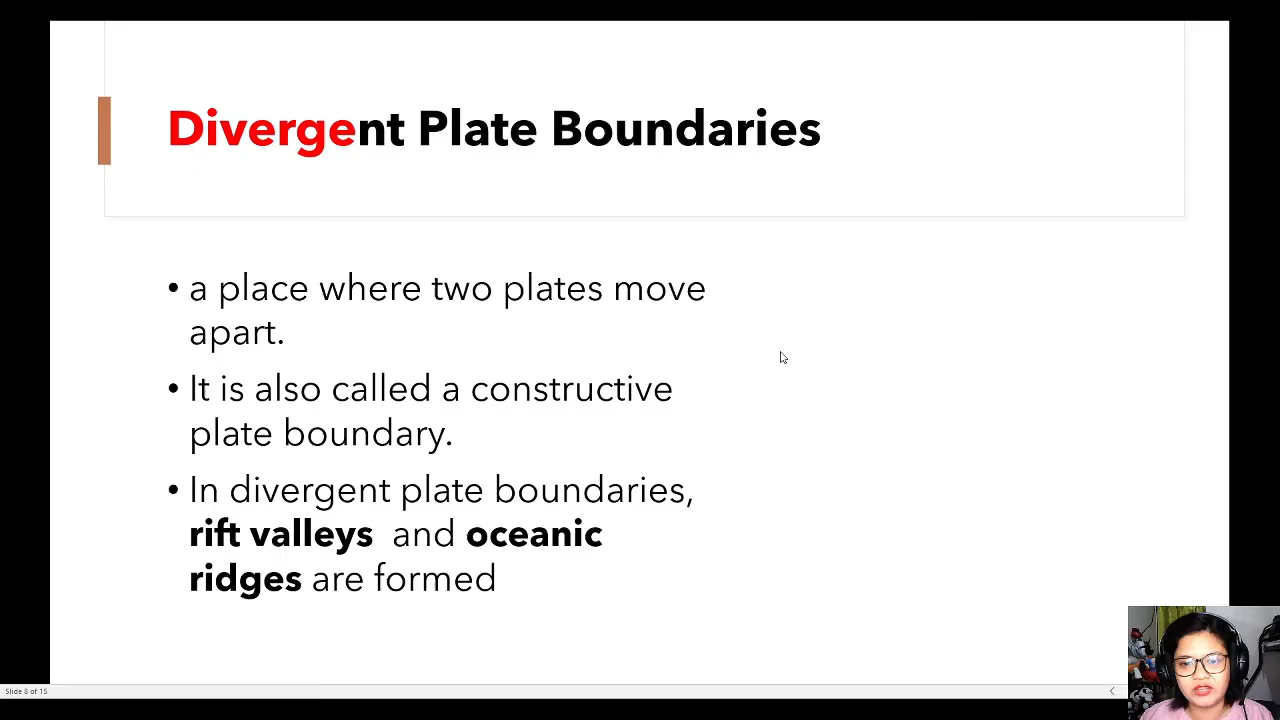 Divergent Plate Boundaries
• a place where two plates move
apart.
• It is also called a constructive
plate boundary.
• In divergent plate boundaries,
rift valleys and oceanic
ridges are formed
Slide 8 of 15